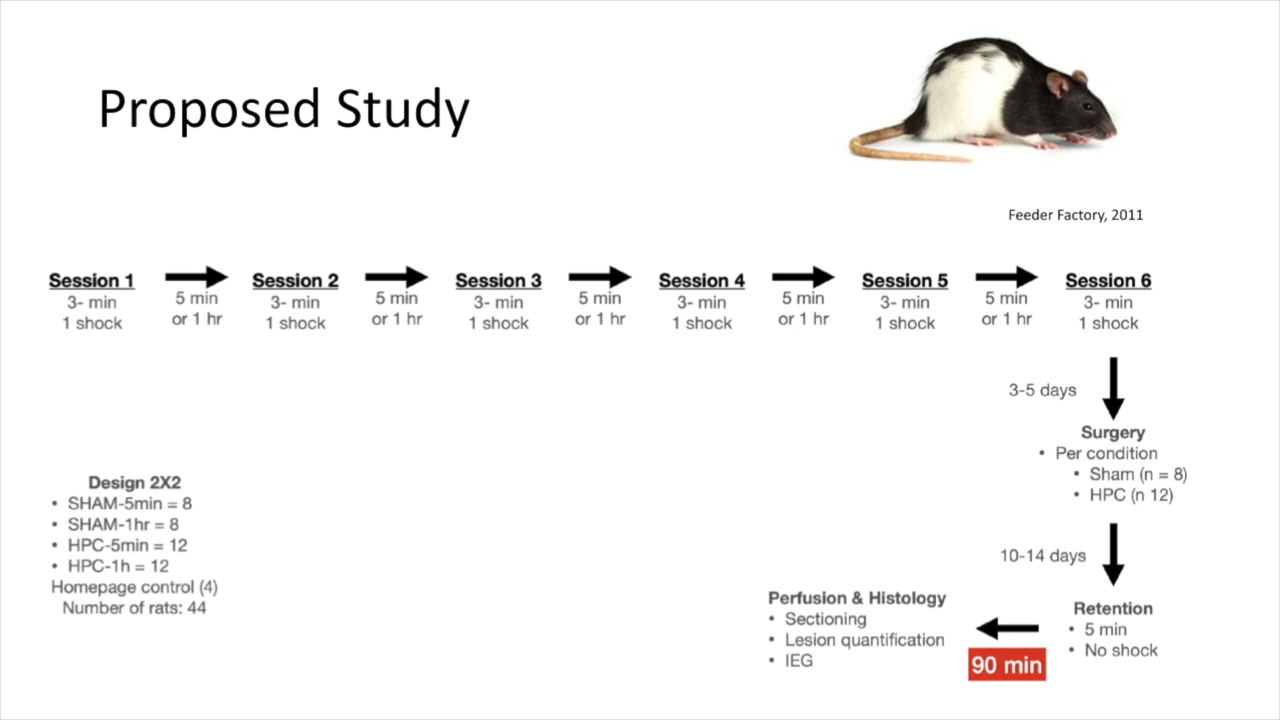 Proposed Study
Feeder Factory, 2011
Session 1
3- min
1 shock
5 min
or 1 hr
Session 2
3- min
1 shock
5 min
or 1 hr
Session 3
3- min
1 shock
5 min
or 1 hr
Session 4
3- min
1 shock
5 min
or 1 hr
Session 5
3- min
1 shock
5 min
or 1 hr
Session 6
3- min
1 shock
3-5 days
Surgery
• Per condition
• Sham (n = 8)
• HPC (n 12)
10-14 days
Retention
• 5 min
• No shock
90 min
Perfusion & Histology
• Sectioning
• Lesion quantification
• IEG
Design 2X2
• SHAM-5min = 8
• SHAM-1hr = 8
• HPC-5min = 12
• HPC-1h = 12
Homepage control (4)
Number of rats: 44